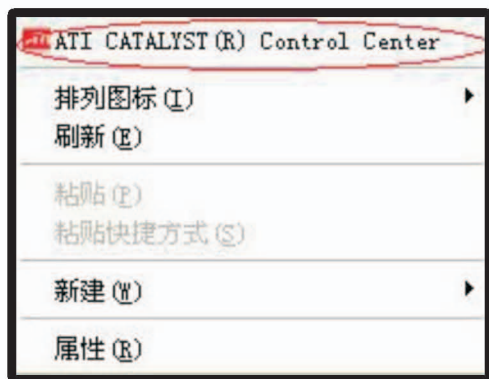 ATI CATALYST(R) Control Center
排列图标(I)
刷新(E)
粘贴(P)
粘贴快捷方式(S)
新建(W)
属性(R)